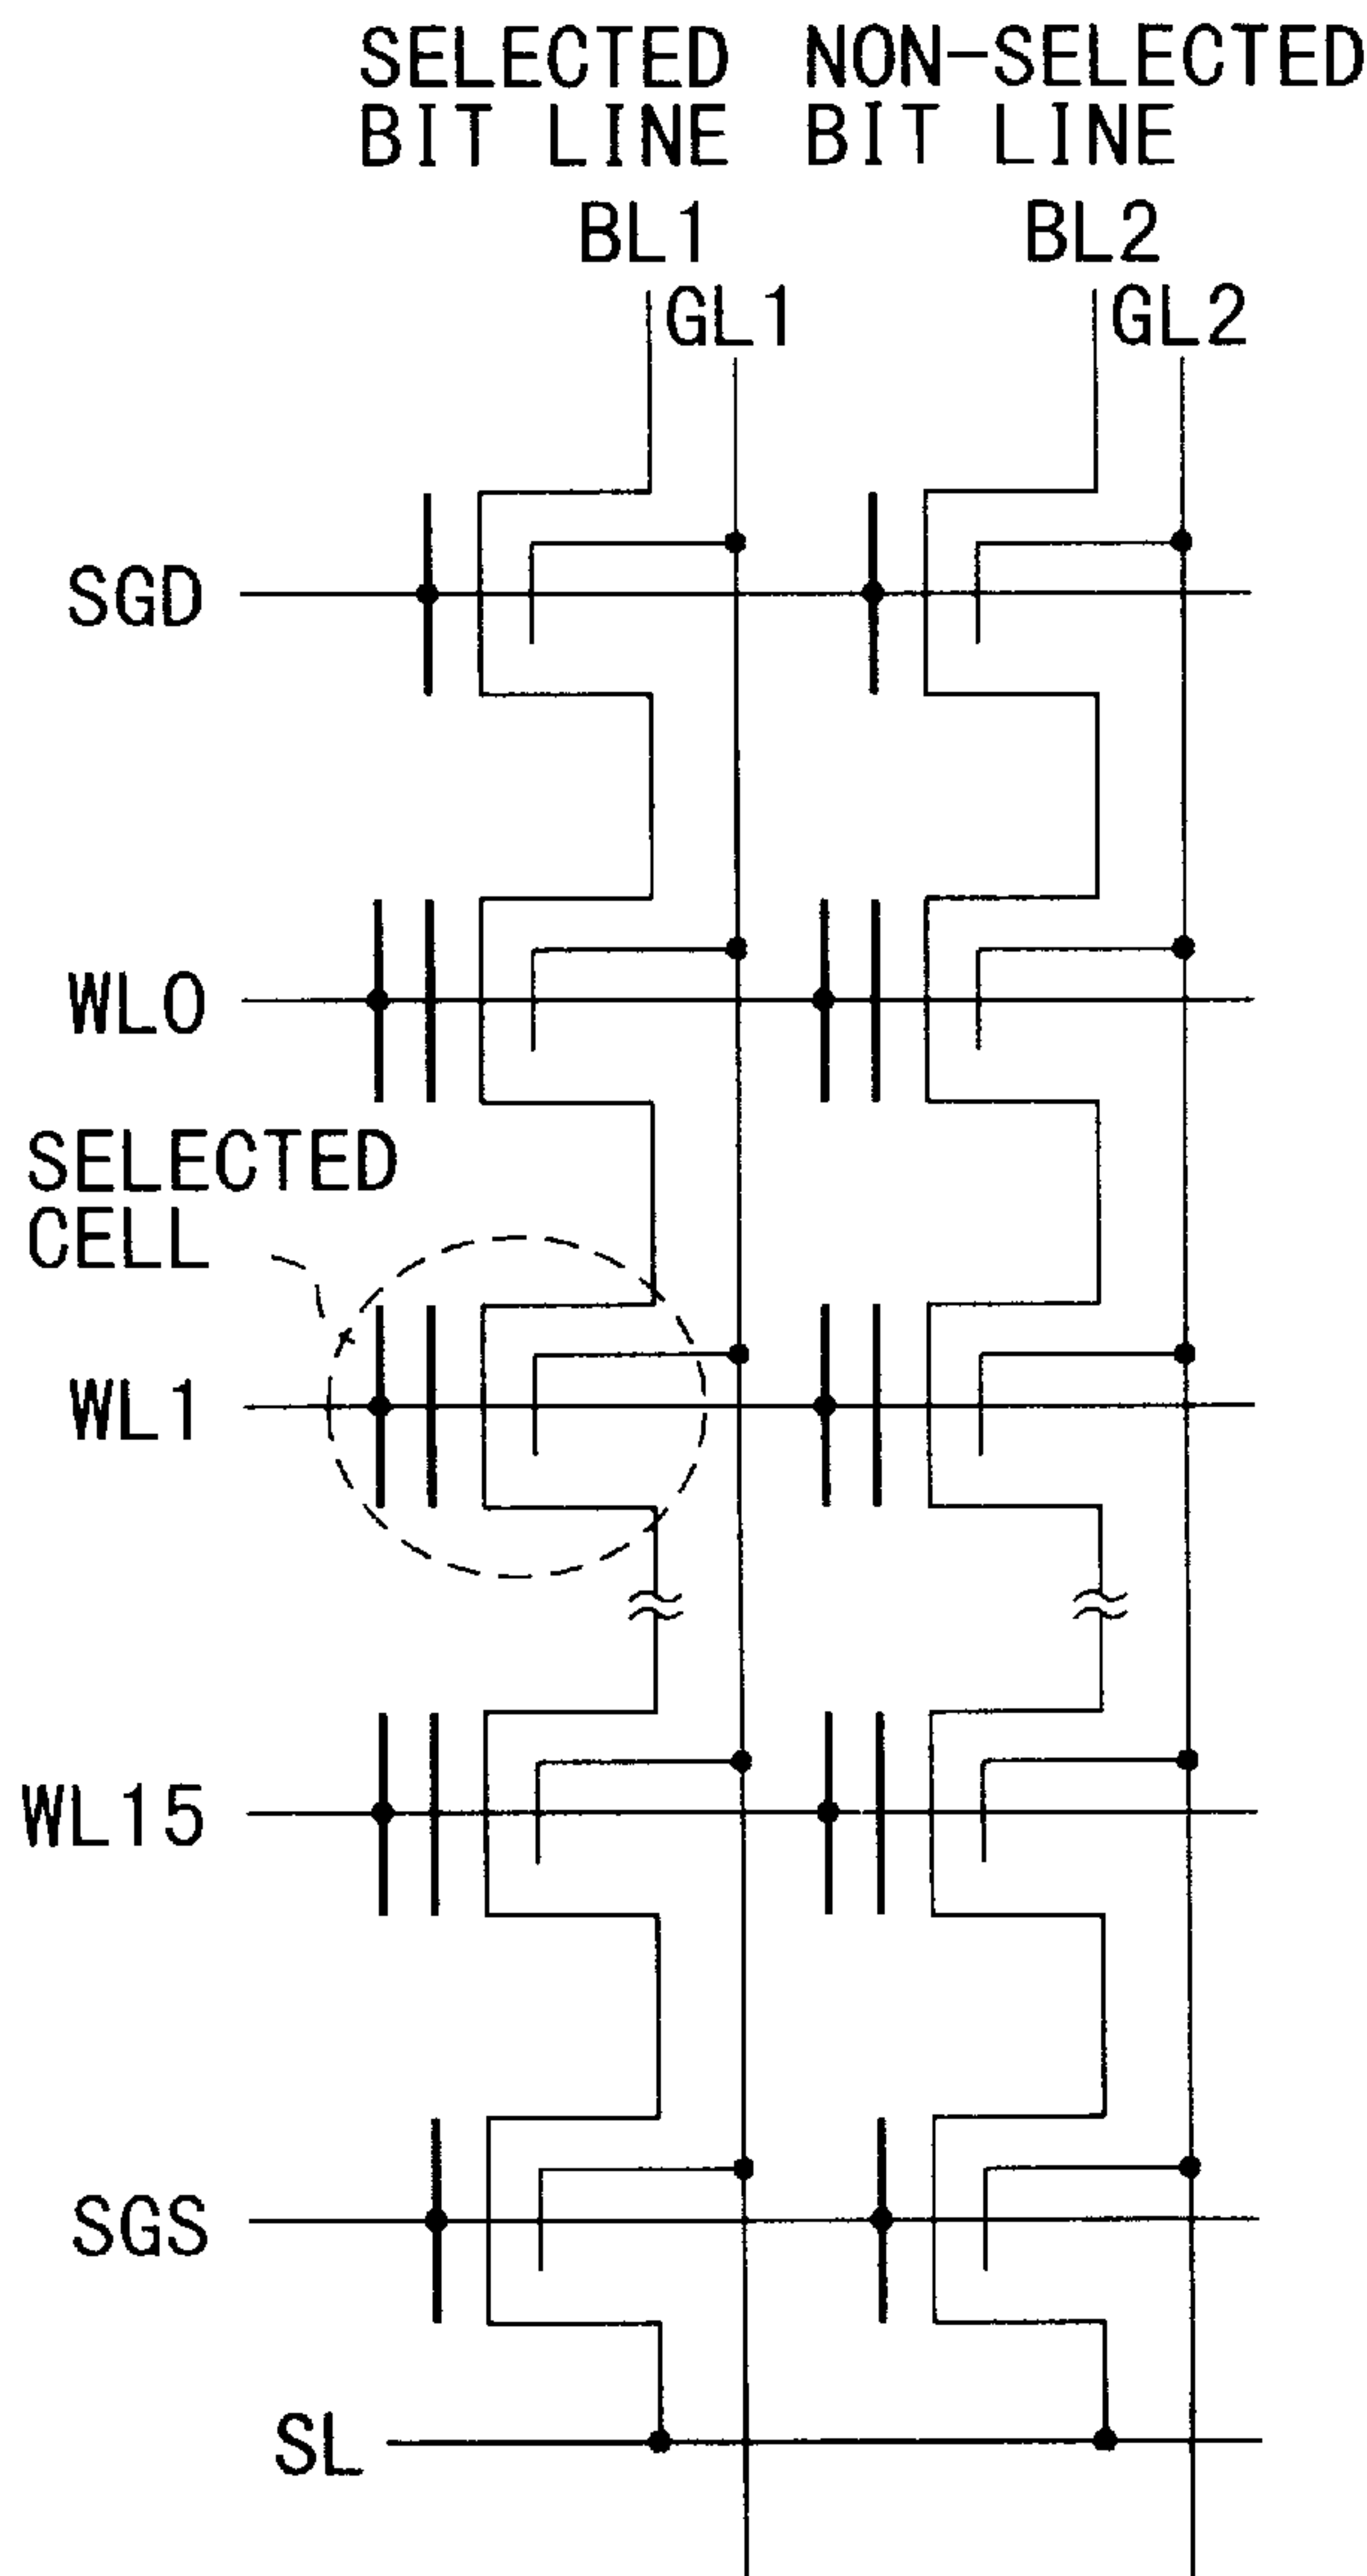 SELECTED NON-SELECTED
BIT LINE BIT LINE
BL1 BL2
GL1 GL2
SGD
WL0
SELECTED
CELL
WL1
WL15
SGS
SL